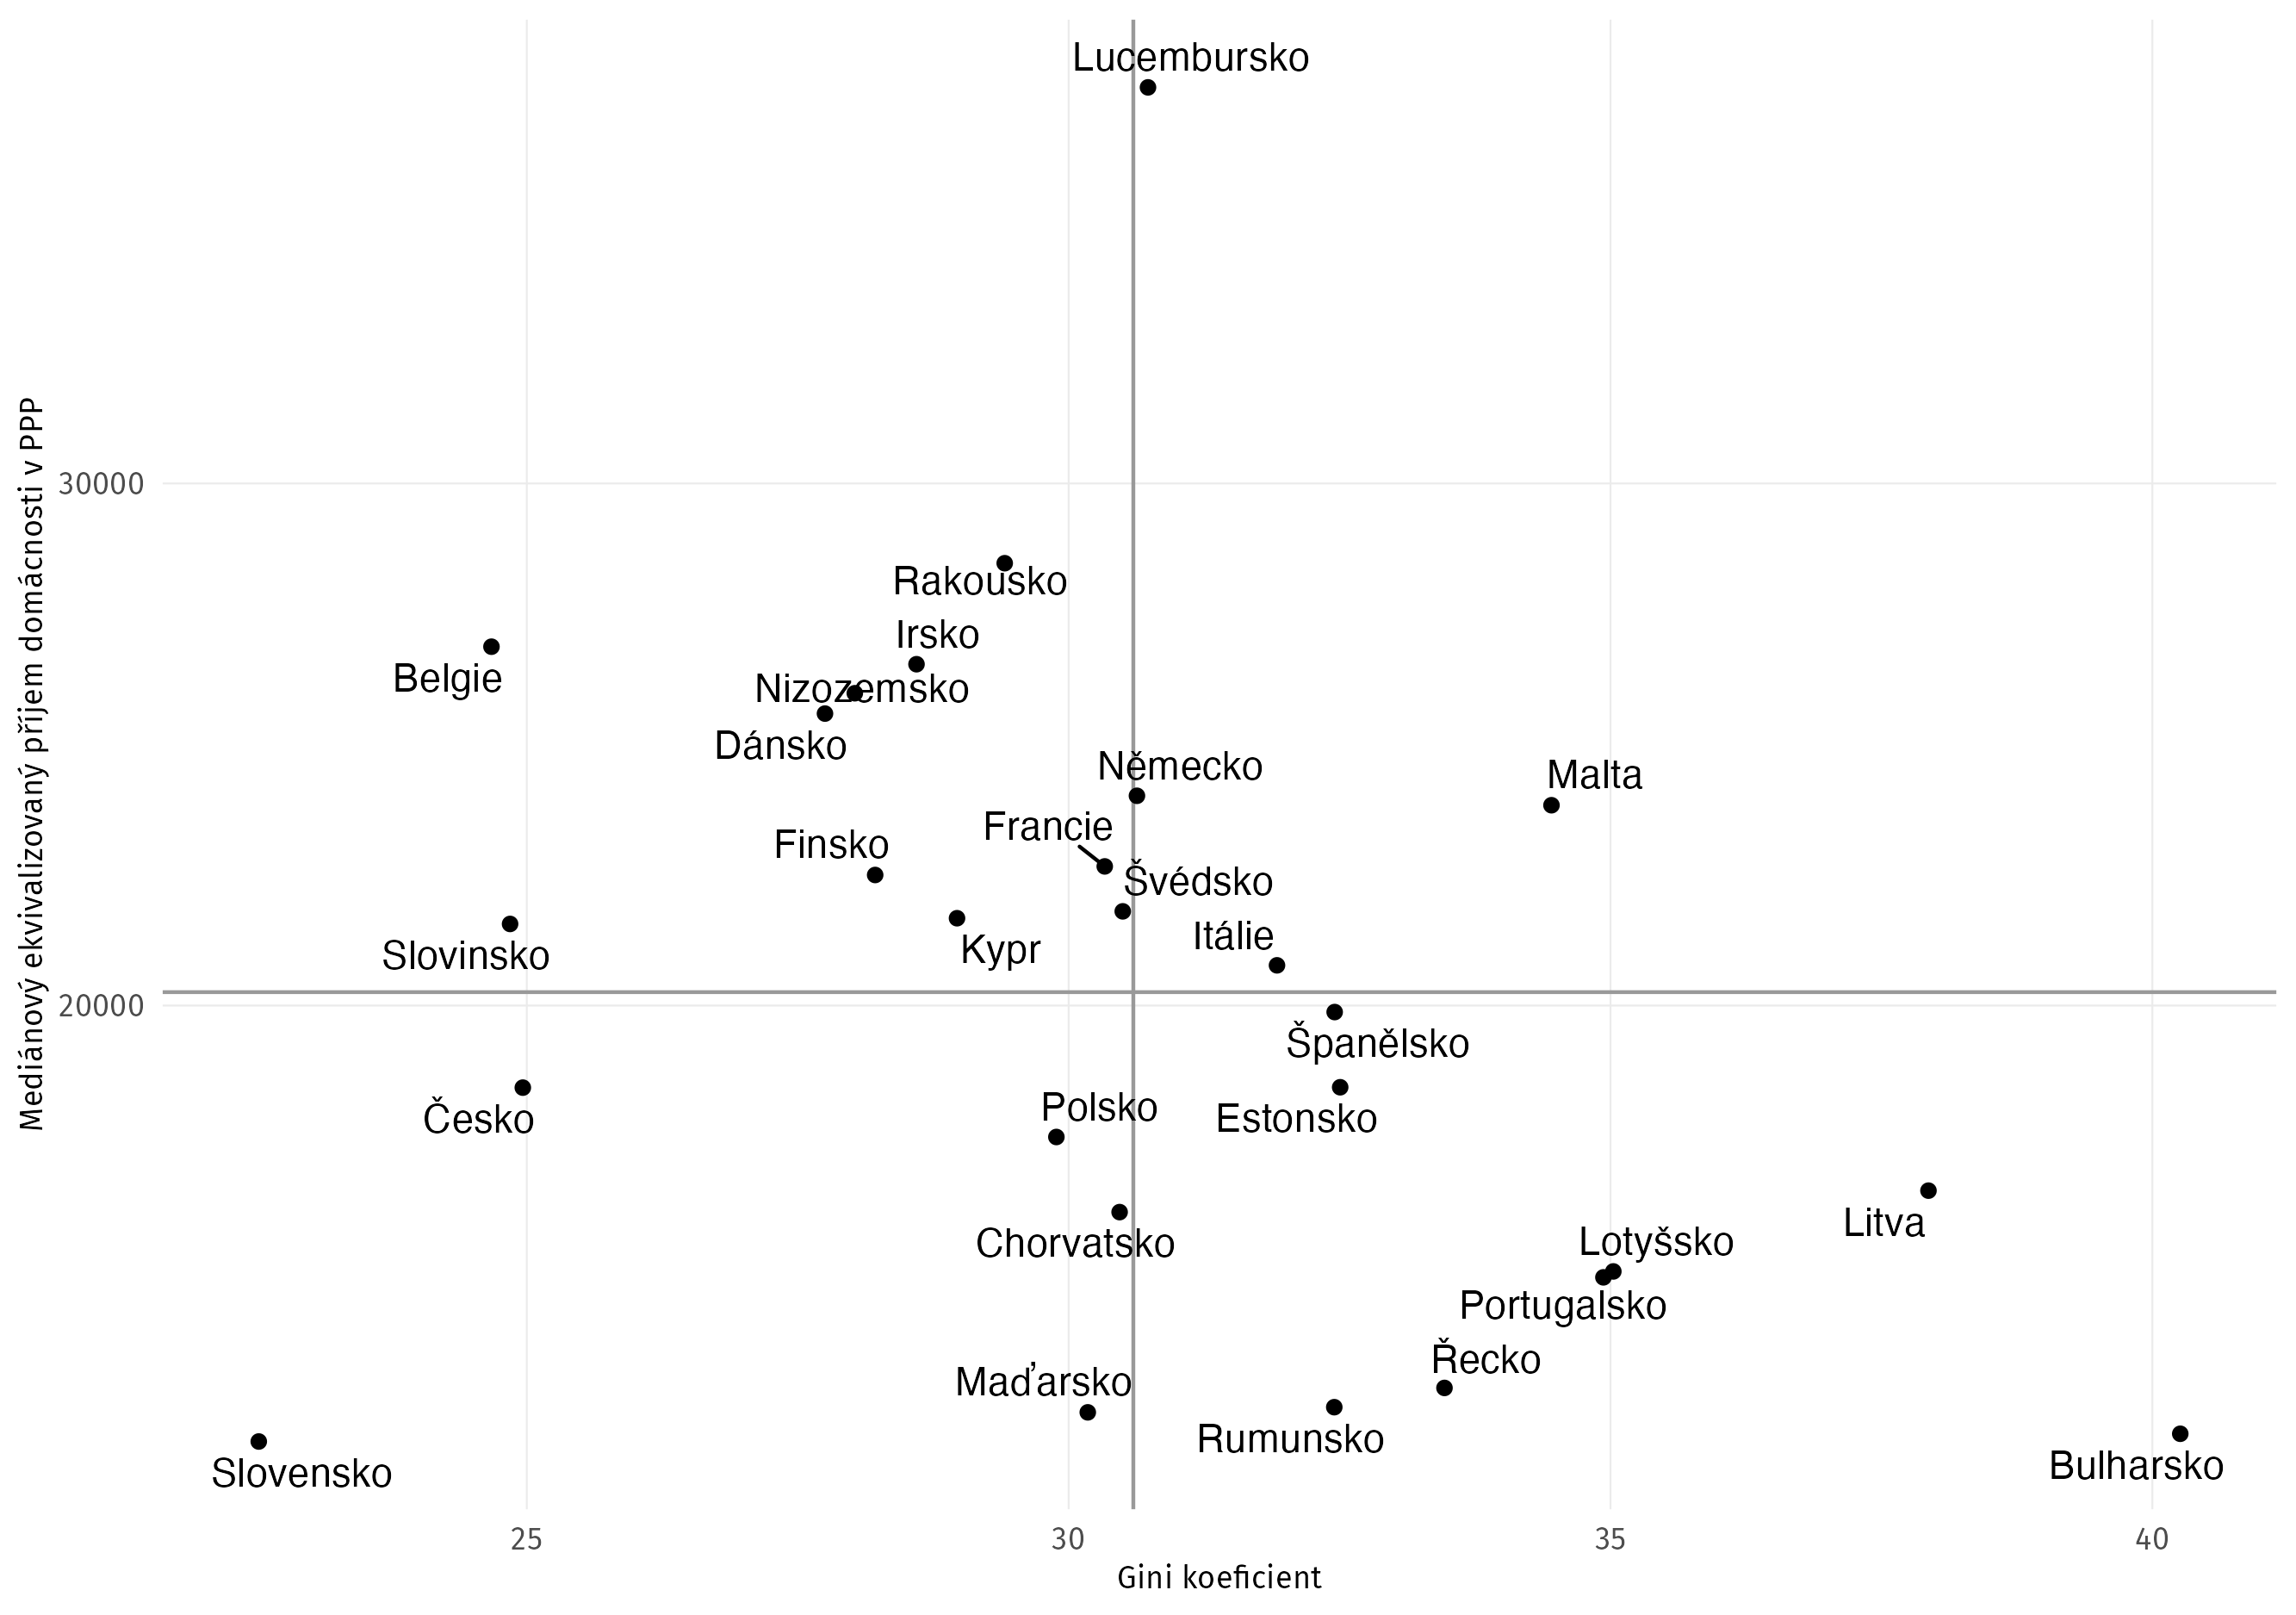 Lucembursko
Mediánový ekvivalizovaný příjem domácnosti v PPP
30000
Rakousko
Irsko
Belgie
Nizozemsko
Dánsko
Německo
Malta
Francie
Finsko
Švédsko
Itálie
Kypr
Slovinsko
20000
Španělsko
Polsko
Česko
Estonsko
Litva
Lotyšsko
Chorvatsko
Portugalsko
Řecko
Maďarsko
Rumunsko
Bulharsko
Slovensko
25
30
35
40
Gini koeficient